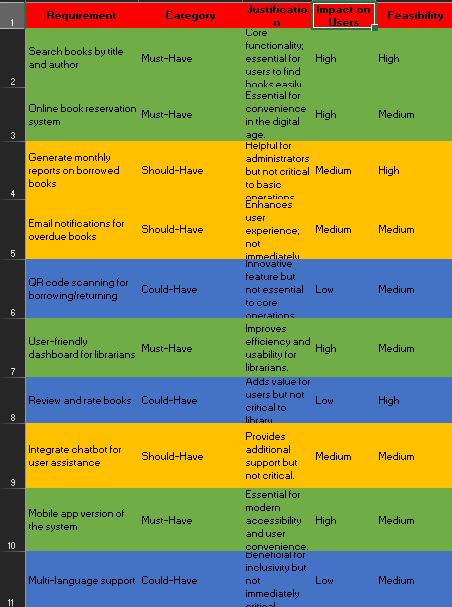 Requirement Category Justificatio n Impact on Users Feasibility
1
Search books by title
and author
Must-Have
Core
functionality;
essential for
users to find
books easily.
High
High
2
Online book reservation
system
Must-Have
Essential for
convenience
in the digital
age.
High
Medium
3
Generate monthly
reports on borrowed
books
Should-Have
Helpful for
administrators
but not critical
to basic
operations.
Medium
High
4
Email notifications for
overdue books
Should-Have
Enhances
user
experience;
not
immediately
Medium
Medium
5
QR code scanning for
borrowing/returning
Could-Have
Innovative
feature but
not essential
to core
operations.
Low
Medium
6
User-friendly
dashboard for librarians
Must-Have
Improves
efficiency and
usability for
librarians.
High
Medium
7
Review and rate books
Could-Have
Adds value for
users but not
critical to
library
Low
High
8
Integrate chatbot for
user assistance
Should-Have
Provides
additional
support but
not critical.
Medium
Medium
9
Mobile app version of
the system
Must-Have
Essential for
modern
accessibility
and user
convenience.
High
Medium
10
Multi-language support
Could-Have
Beneficial for
inclusivity but
not
immediately
critical.
Low
Medium
11